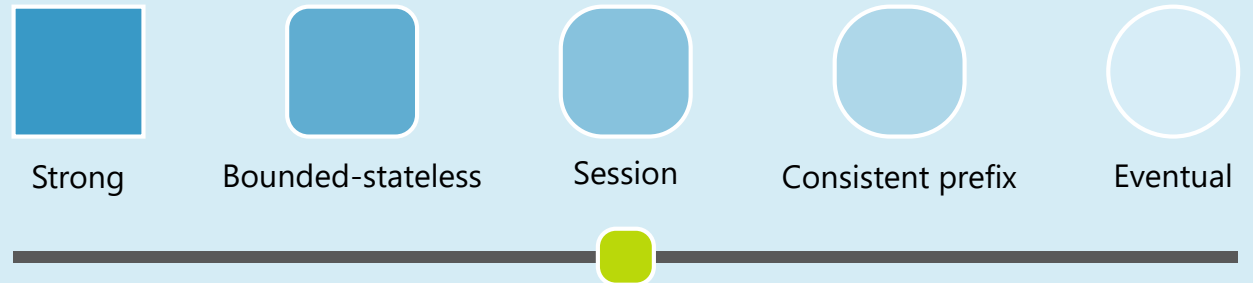 Strong
Bounded-stateless
Session
Consistent prefix
Eventual